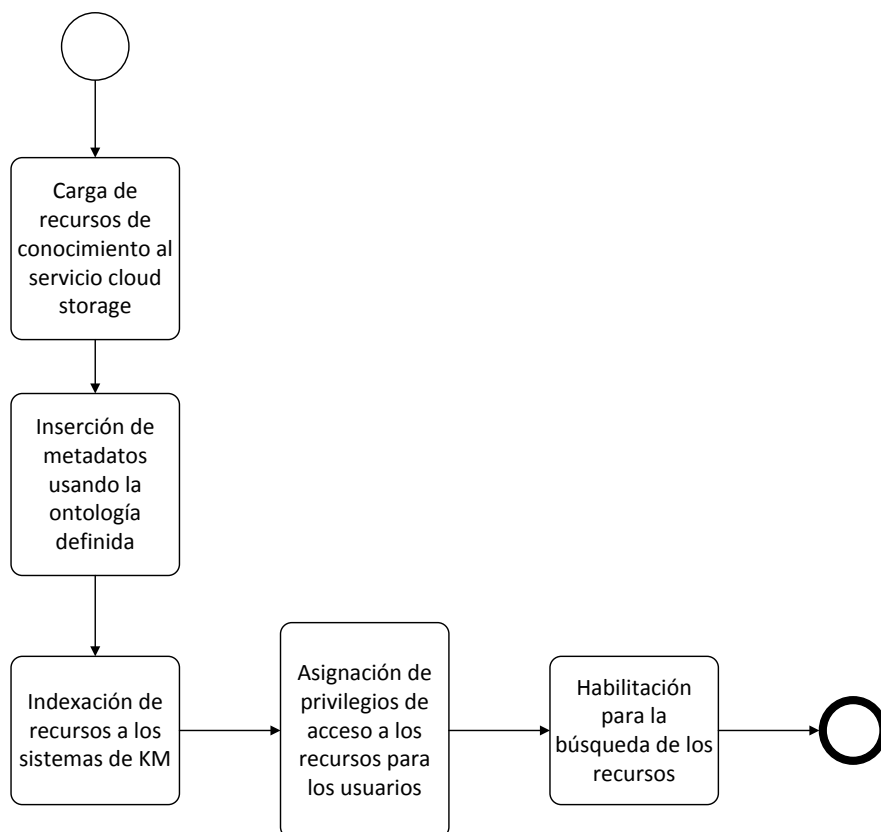 Carga de
recursos de
conocimiento al
servicio cloud
storage
Inserción de
metadatos
usando la
ontología
definida
Indexación de
recursos a los
sistemas de KM
Asignación de
privilegios de
acceso a los
recursos para
los usuarios
Habilitación
para la
búsqueda de los
recursos